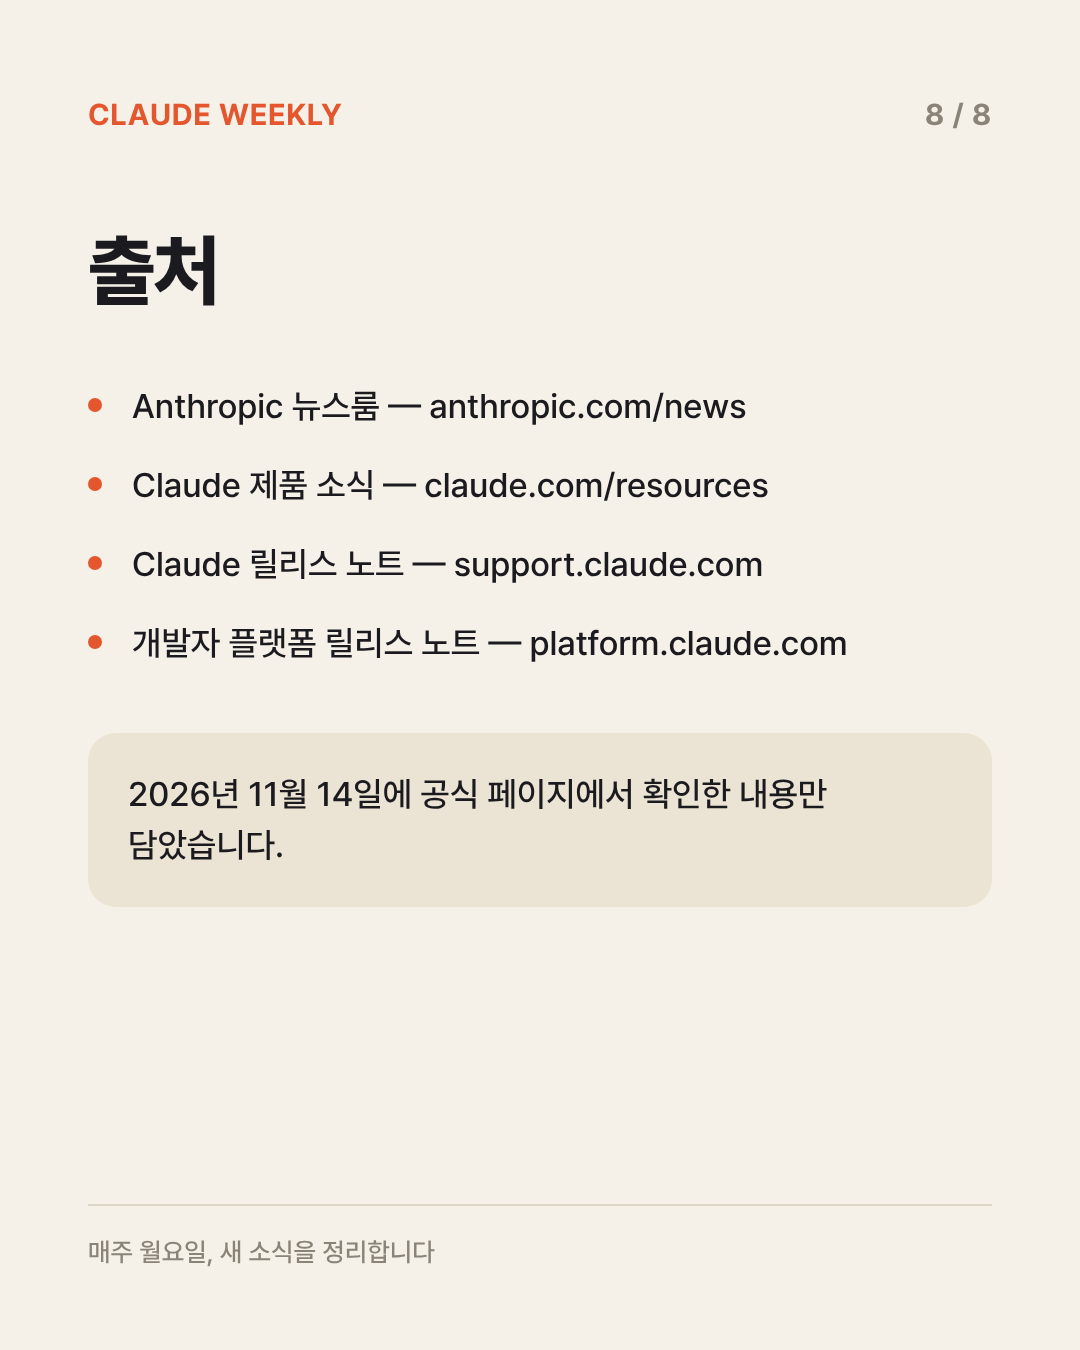 CLAUDE WEEKLY
8 / 8
출처
Anthropic 뉴스룸 — anthropic.com/news
Claude 제품 소식 — claude.com/resources
Claude 릴리스 노트 — support.claude.com
개발자 플랫폼 릴리스 노트 — platform.claude.com
2026년 11월 14일에 공식 페이지에서 확인한 내용만
담았습니다.
매주 월요일, 새 소식을 정리합니다